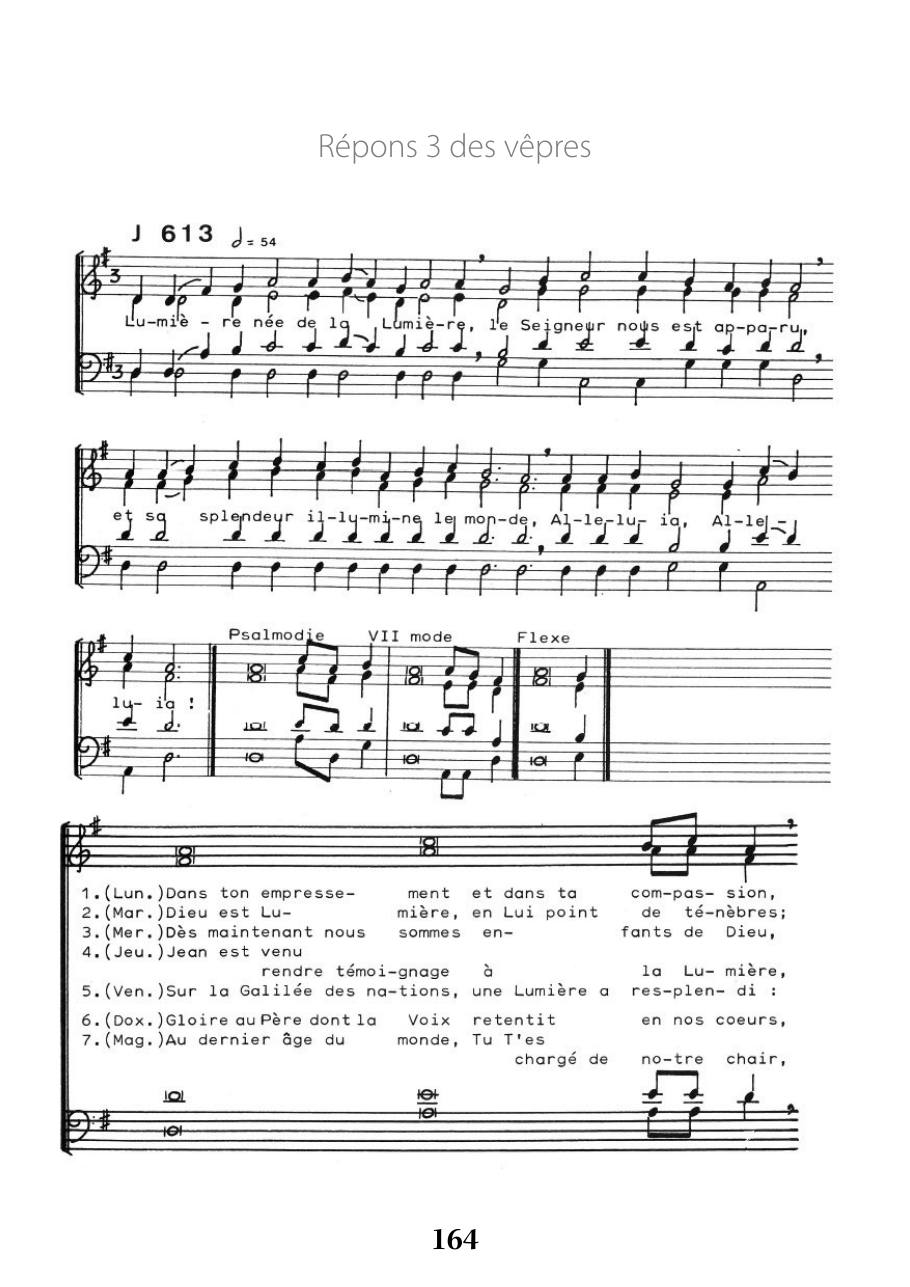 Répons 3 des vêpres
J 613 = 54
3
Lu-miè - re née de la Lumiè-re, le Seigneur nous est ap-pa-ru,
3
et sa splendeur il-lu-mi-ne le mon-de, Al-le-lu- ia, Al-le -
Psalmodie VII mode Flexe
lu- ia !
1.(Lun.)Dans ton empresse- ment et dans ta com-pas- sion,
2.(Mar.)Dieu est Lu- mière, en Lui point de té-nèbres;
3.(Mer.)Dès maintenant nous sommes en- fants de Dieu,
4.(Jeu.)Jean est venu
rendre témoi-gnage à la Lu- mière,
5.(Ven.)Sur la Galilée des na-tions, une Lumière a res-plen- di :
6.(Dox.)Gloire au Père dont la Voix retentit en nos coeurs,
7.(Mag.)Au dernier âge du monde, Tu T'es
chargé de no-tre chair,
164